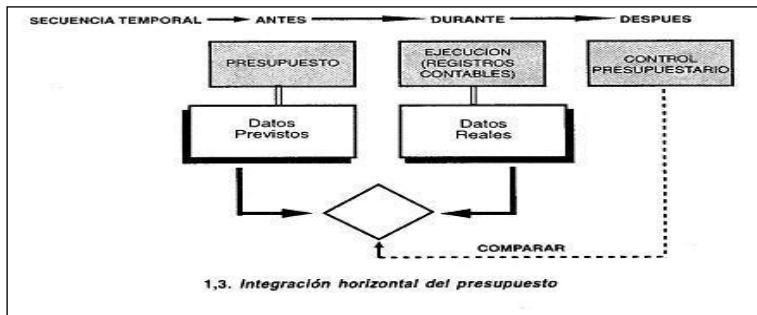 SECUENCIA TEMPORAL ANTES DURANTE DESPUES
PRESUPUESTO
EJECUCION
(REGISTROS
CONTABLES)
CONTROL
PRESUPUESTARIO
Datos
Previstos
Datos
Reales
COMPARAR
1,3. Integración horizontal del presupuesto